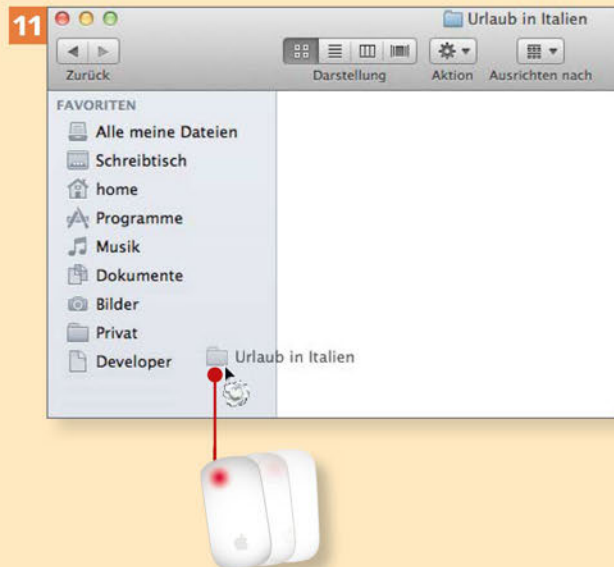 11
Urlaub in Italien
Zurück
Darstellung
Aktion
Ausrichten nach
FAVORITEN
Alle meine Dateien
Schreibtisch
home
Programme
Musik
Dokumente
Bilder
Privat
Developer
Urlaub in Italien